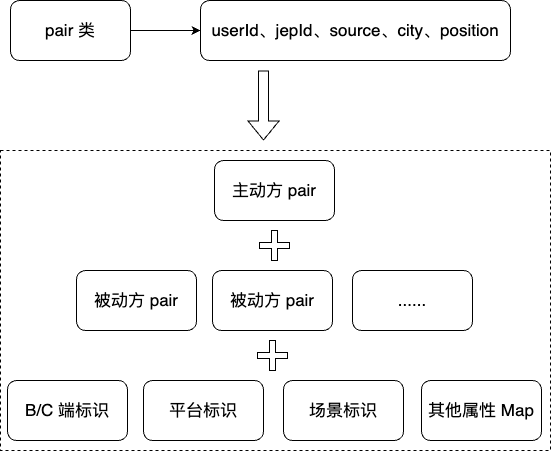 pair 类
userId、jepId、source、city、position
主动方 pair
被动方 pair
被动方 pair
......
B/C 端标识
平台标识
场景标识
其他属性 Map